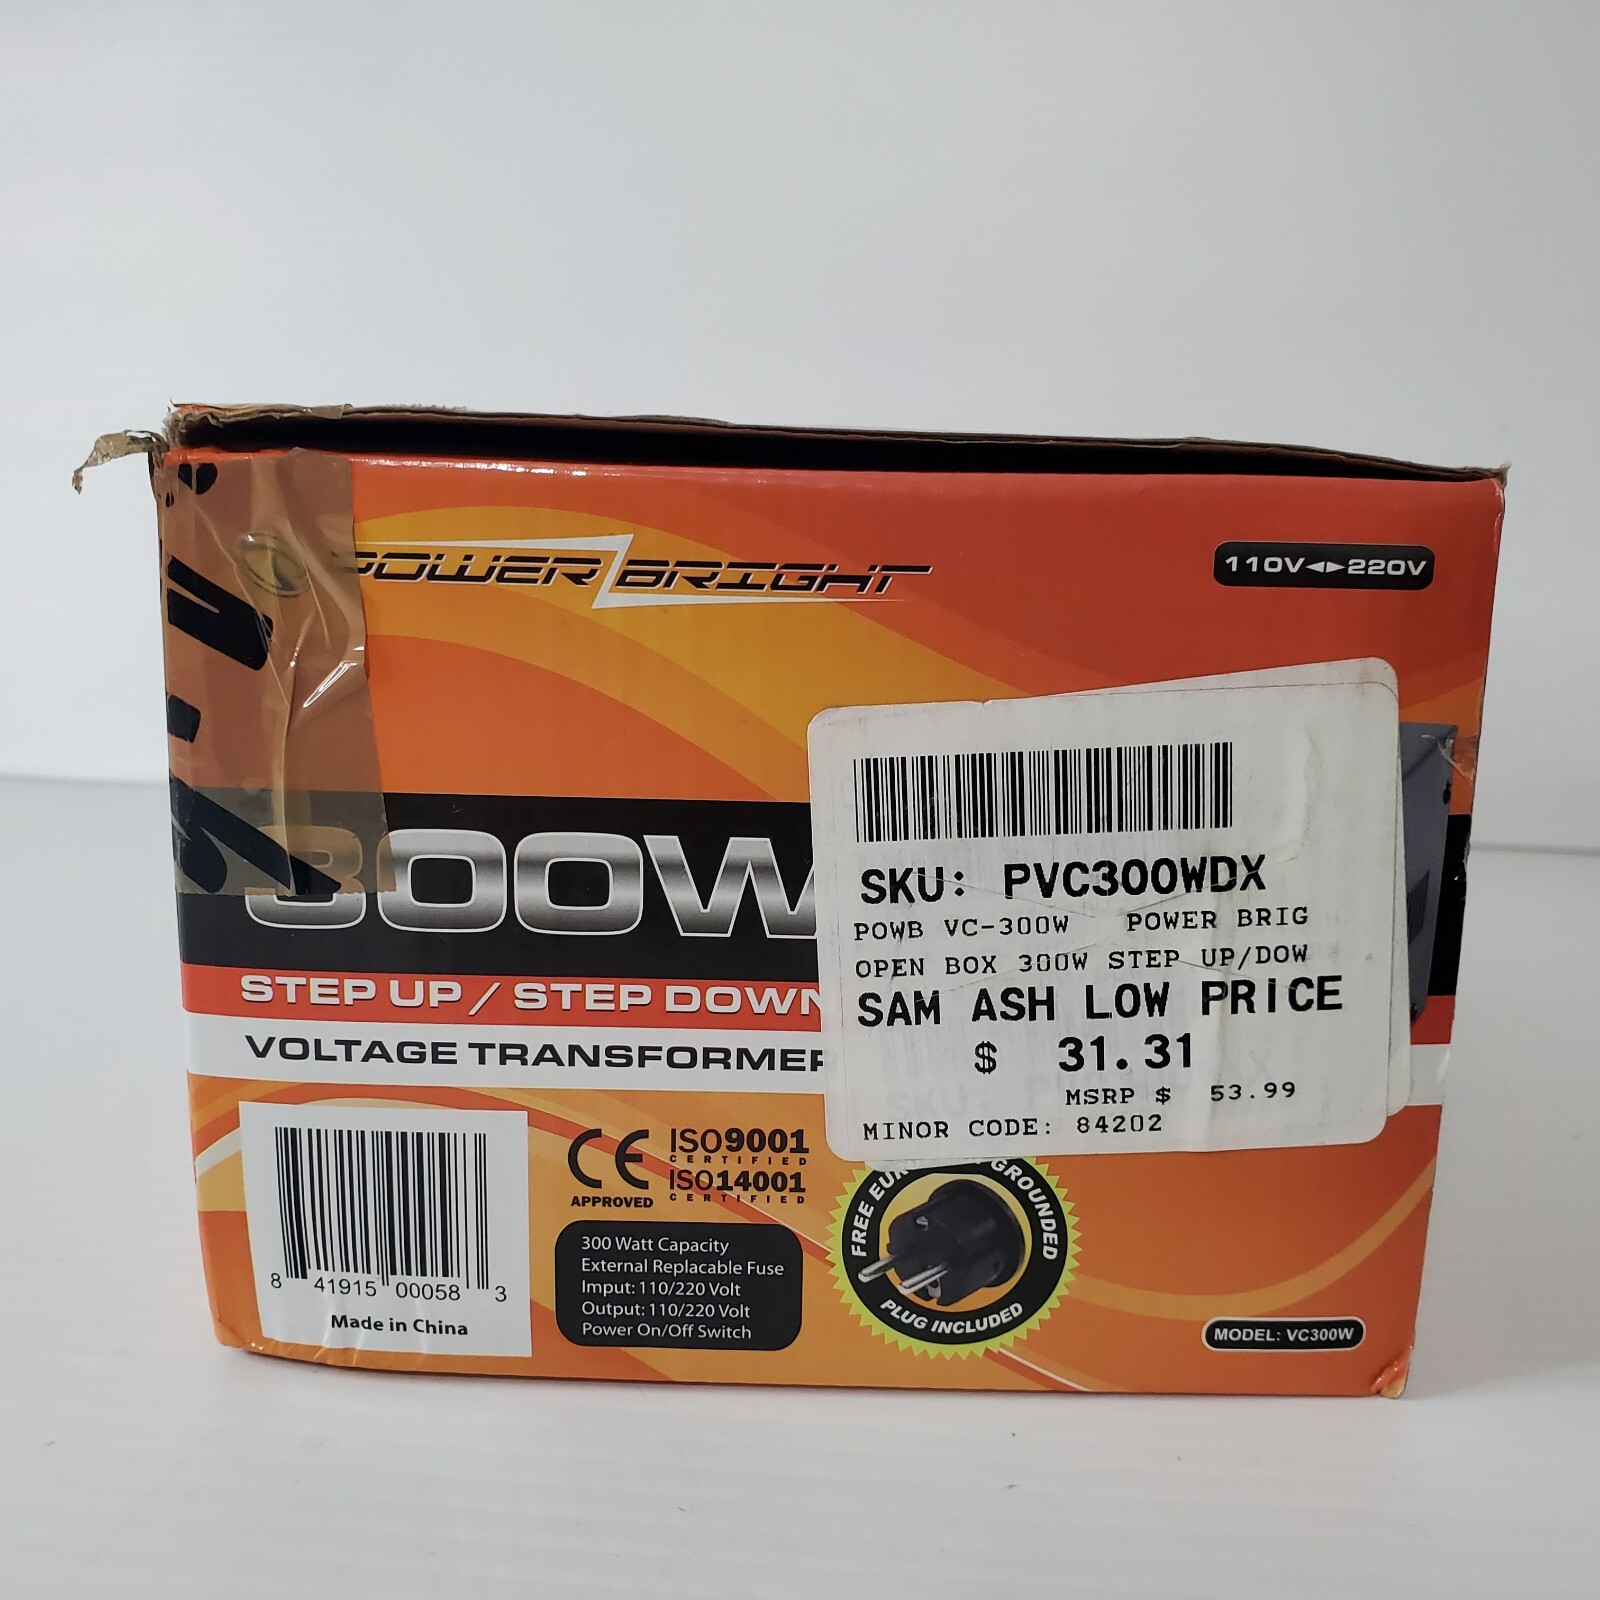 POWER BRIGHT
110V◄►220V
300W
STEP UP / STEP DOWN
VOLTAGE TRANSFORMER
SKU: PVC300WDX
POWB VC-300W POWER BRIG
OPEN BOX 300W STEP UP/DOW
SAM ASH LOW PRICE
$ 31.31
MSRP $ 53.99
MINOR CODE: 84202
8 41915 00058 3
Made in China
CE
APPROVED
ISO9001
CERTIFIED
ISO14001
CERTIFIED
300 Watt Capacity
External Replacable Fuse
Imput: 110/220 Volt
Output: 110/220 Volt
Power On/Off Switch
FREE EUR GROUNDED
PLUG INCLUDED
MODEL: VC300W